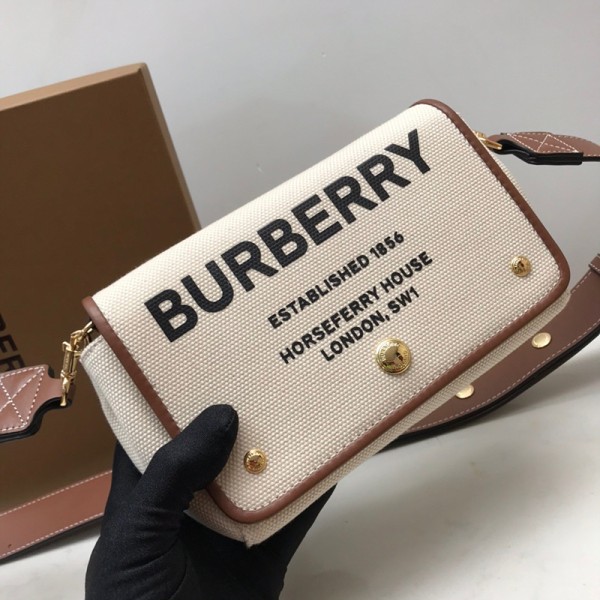 BURBERRY
ESTABLISHED 1856
HORSEFERRY HOUSE
LONDON, SW1